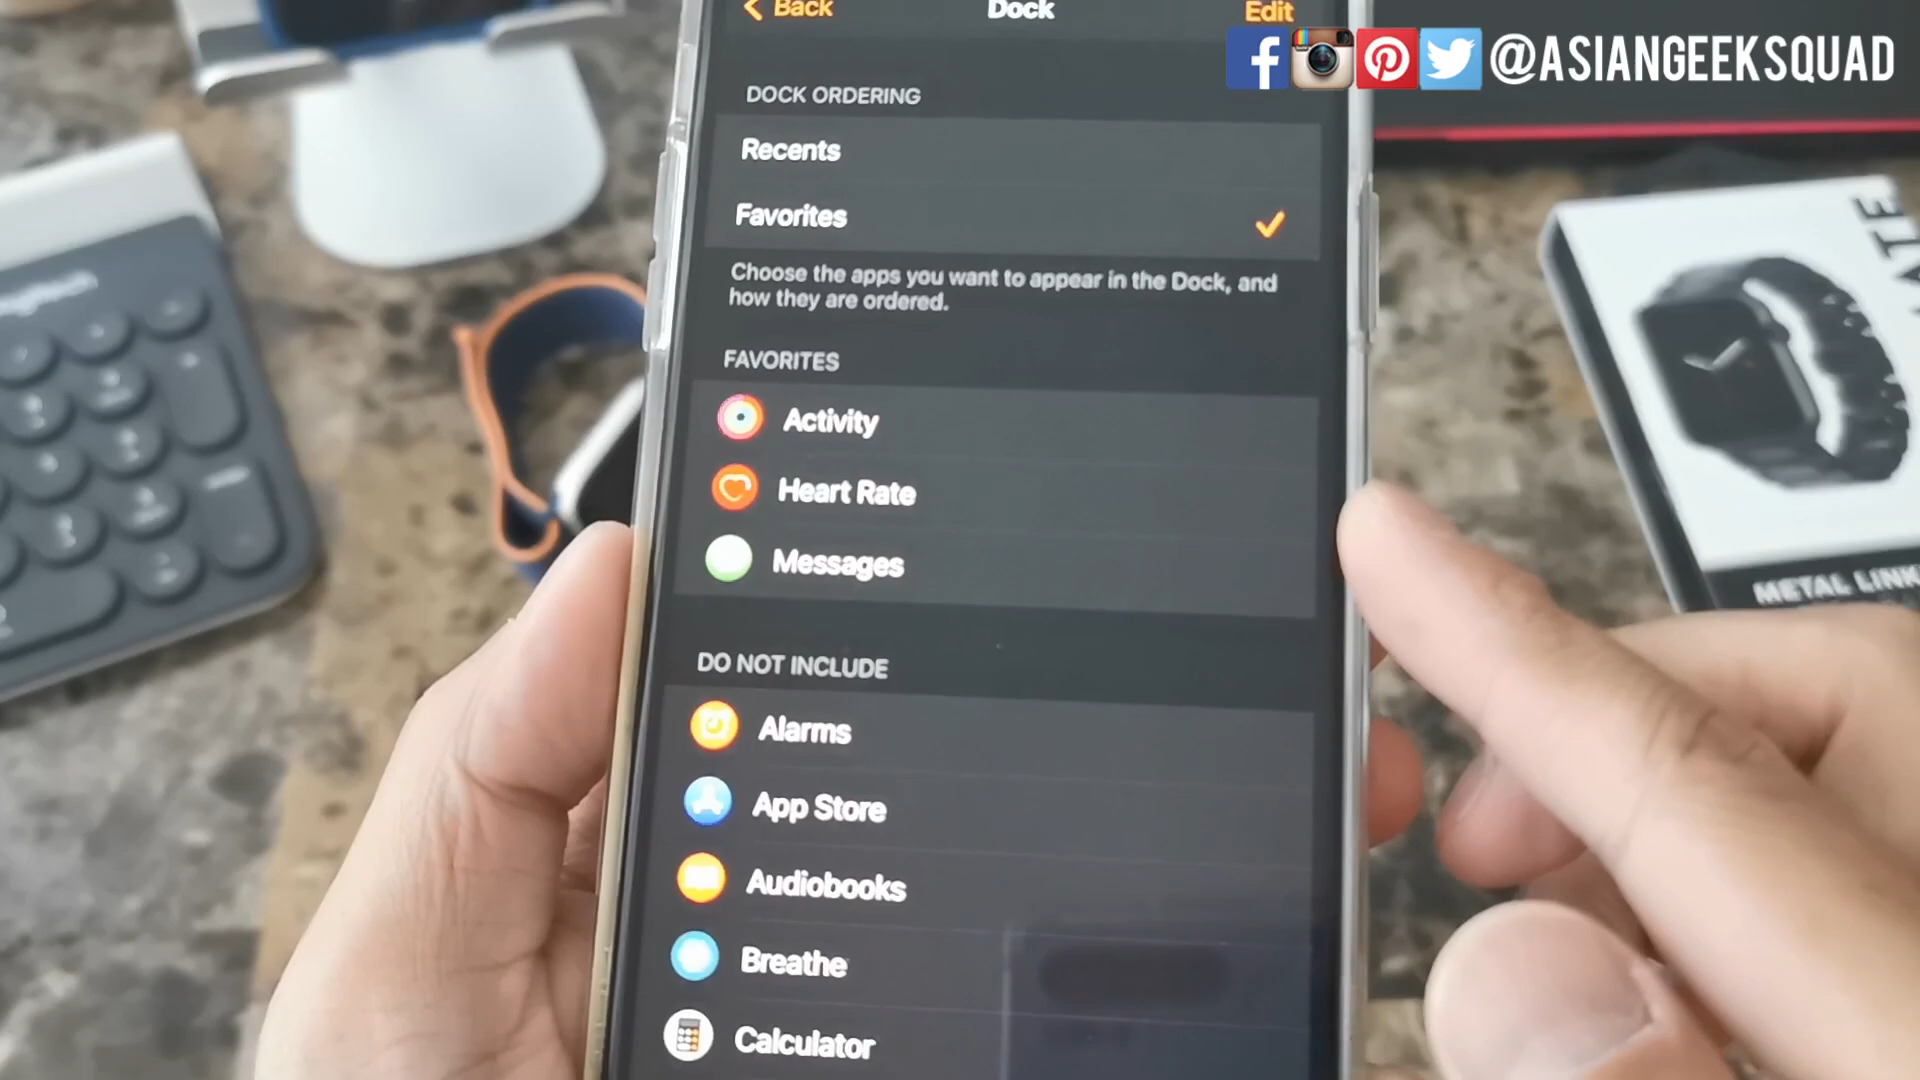 Back
Dock
Edit
@ASIANGEEKSQUAD
DOCK ORDERING
Recents
Favorites
Choose the apps you want to appear in the Dock, and
how they are ordered.
FAVORITES
Activity
Heart Rate
Messages
DO NOT INCLUDE
Alarms
App Store
Audiobooks
Breathe
Calculator
METAL LINK